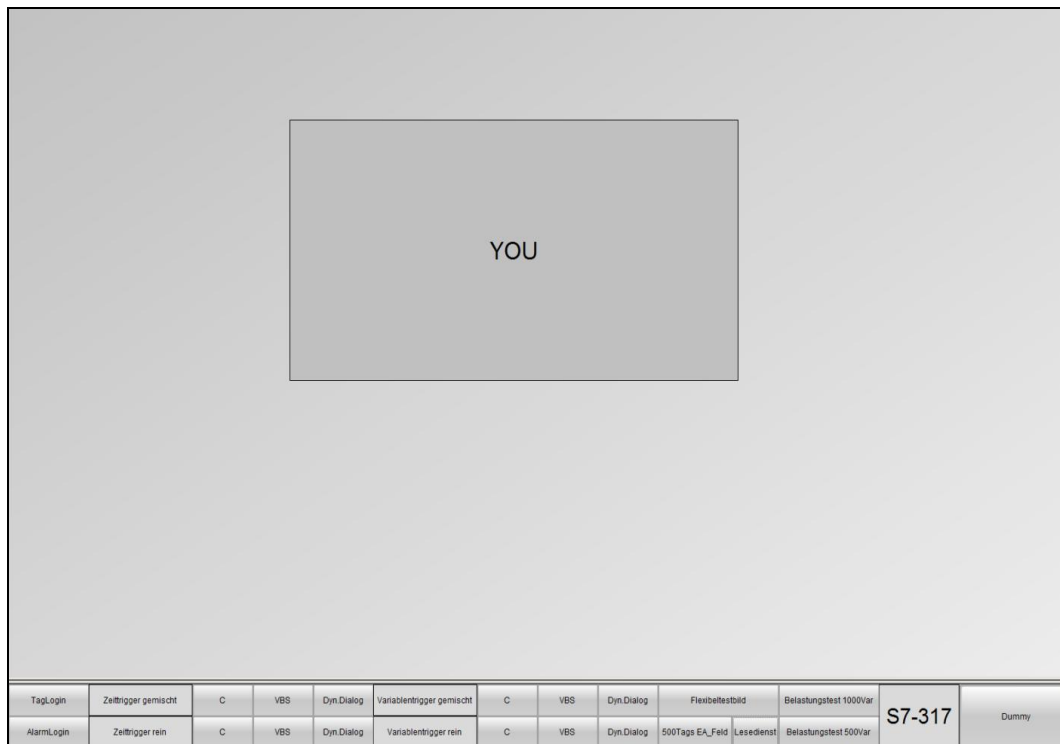 YOU
TagLogin Zeittrigger gemischt C VBS Dyn.Dialog Variablentrigger gemischt C VBS Dyn.Dialog Flexibeltestbild Belastungstest 1000Var S7-317 Dummy
AlarmLogin Zeittrigger rein C VBS Dyn.Dialog Variablentrigger rein C VBS Dyn.Dialog 500Tags EA_Feld Lesedienst Belastungstest 500Var